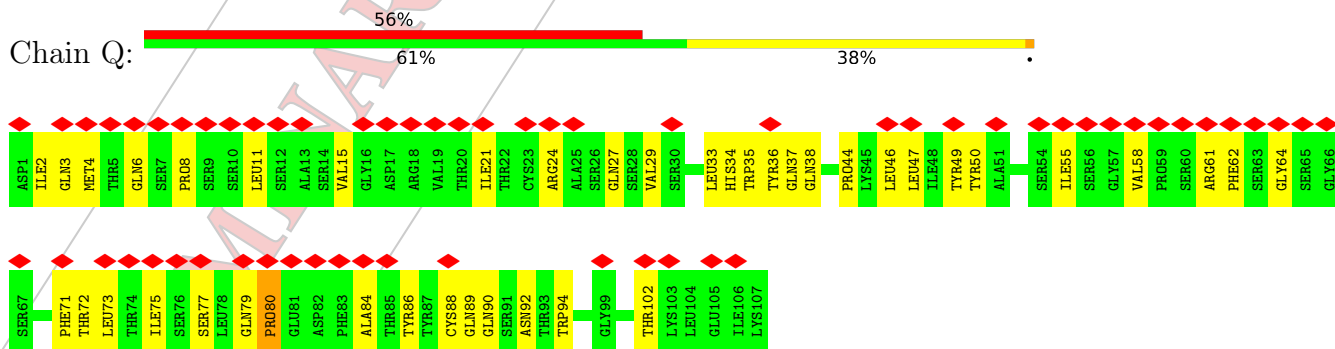 56%
Chain Q:
61% 38% •
ASP1 ILE2 GLN3 MET4 THR5 GLN6 SER7 PRO8 SER9 SER10 LEU11 SER12 ALA13 SER14 VAL15 GLY16 ASP17 ARG18 VAL19 THR20 ILE21 THR22 CYS23 ARG24 ALA25 SER26 GLN27 SER28 VAL29 SER30 LEU33 HIS34 TRP35 TYR36 GLN37 GLN38 PRO44 LYS45 LEU46 LEU47 ILE48 TYR49 TYR50 ALA51 SER54 ILE55 SER56 GLY57 VAL58 PRO59 SER60 ARG61 PHE62 SER63 GLY64 SER65 GLY66
SER67 PHE71 THR72 LEU73 THR74 ILE75 SER76 SER77 LEU78 GLN79 PRO80 GLU81 ASP82 PHE83 ALA84 THR85 TYR86 TYR87 CYS88 GLN89 GLN90 SER91 ASN92 THR93 TRP94 GLY99 THR102 LYS103 LEU104 GLU105 ILE106 LYS107